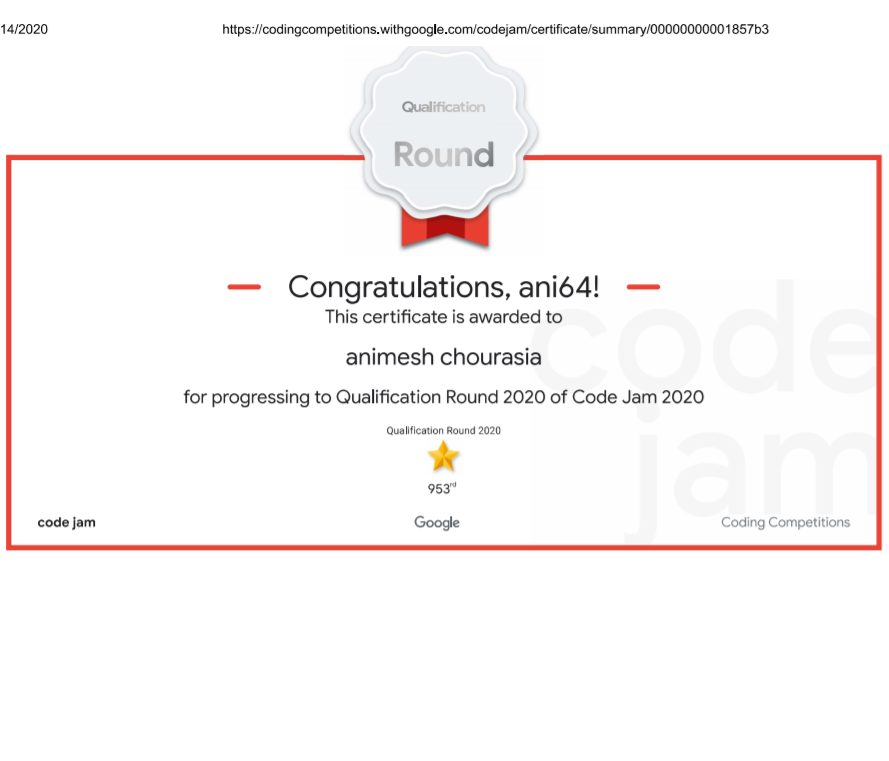 14/2020 https://codingcompetitions.withgoogle.com/codejam/certificate/summary/00000000001857b3
Qualification
Round
Congratulations, ani64!
This certificate is awarded to
animesh chourasia
for progressing to Qualification Round 2020 of Code Jam 2020
Qualification Round 2020
953rd
code jam Google Coding Competitions
code
jam